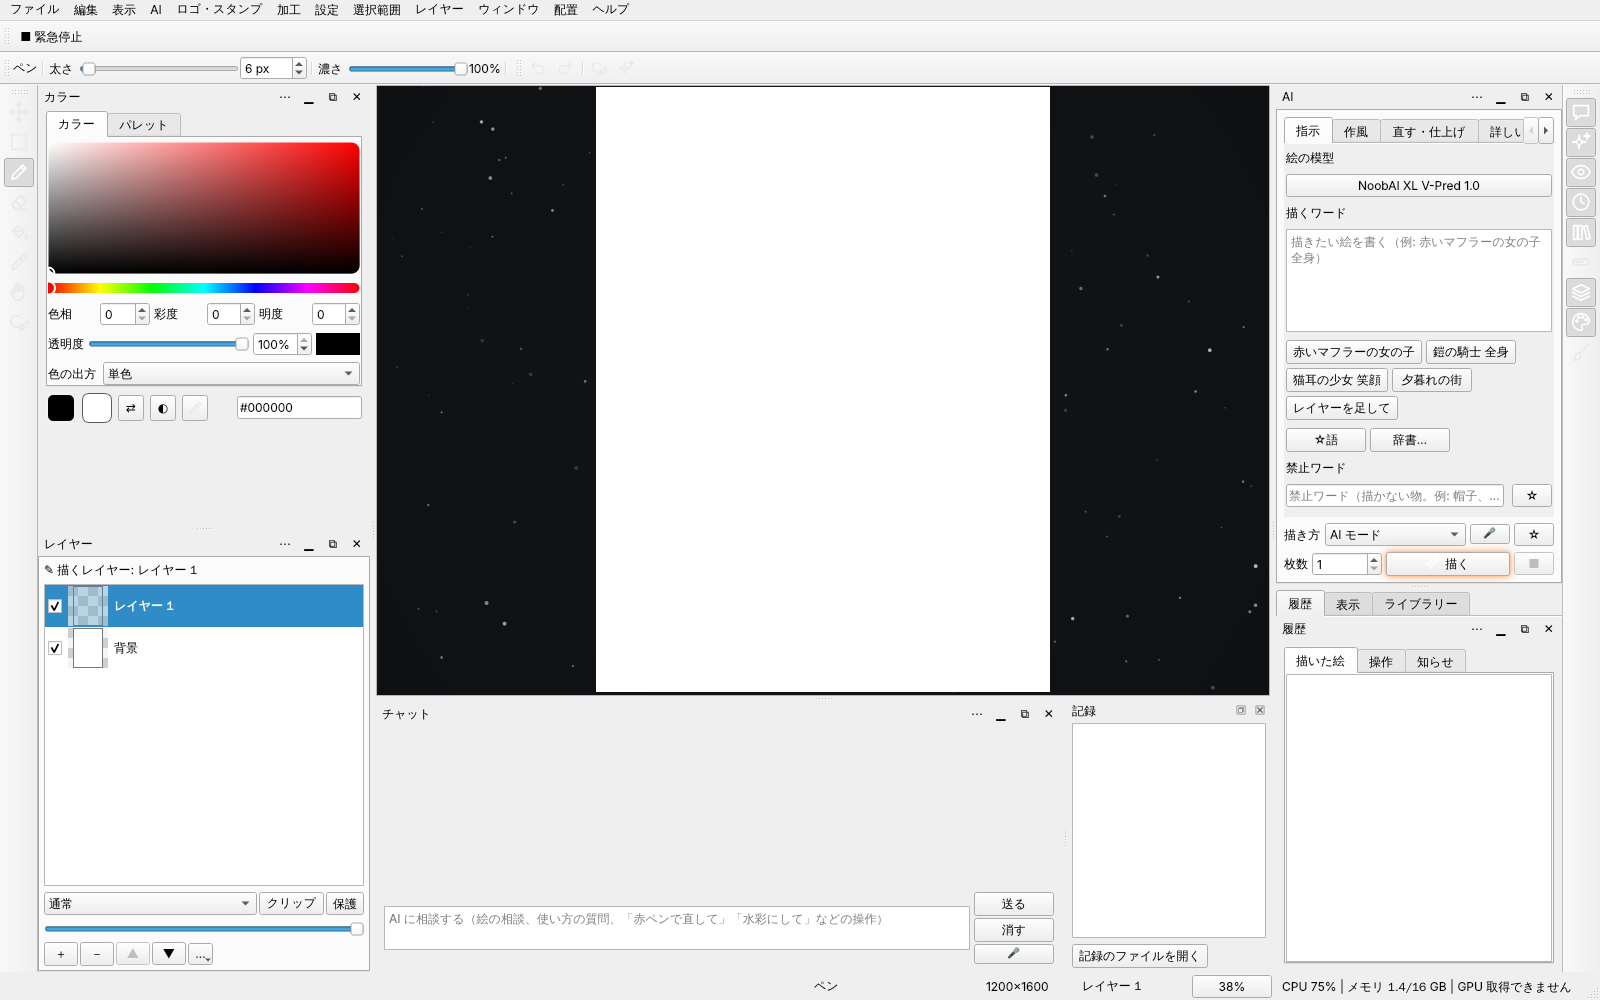 ファイル 編集 表示 AI ロゴ・スタンプ 加工 設定 選択範囲 レイヤー ウィンドウ 配置 ヘルプ
■ 緊急停止
ペン 太さ 6 px 濃さ 100%
カラー
カラー パレット
色相 0 彩度 0 明度 0
透明度 100%
色の出方 単色
#000000
レイヤー
✎ 描くレイヤー: レイヤー 1
レイヤー 1
背景
通常 クリップ 保護
+ − ▲ ▼ ...
チャット
AI に相談する（絵の相談、使い方の質問、「赤ペンで直して」「水彩にして」などの操作）
送る
消す
記録
記録のファイルを開く
AI
指示 作風 直す・仕上げ 詳しい
絵の模型
NoobAI XL V-Pred 1.0
描くワード
描きたい絵を書く（例: 赤いマフラーの女の子
全身）
赤いマフラーの女の子 鎧の騎士 全身
猫耳の少女 笑顔 夕暮れの街
レイヤーを足して
☆語 辞書...
禁止ワード
禁止ワード（描かない物。例: 帽子、... ☆
描き方 AI モード ☆
枚数 1 描く
履歴 表示 ライブラリー
履歴
描いた絵 操作 知らせ
ペン 1200×1600 レイヤー 1 38% CPU 75% | メモリ 1.4/16 GB | GPU 取得できません